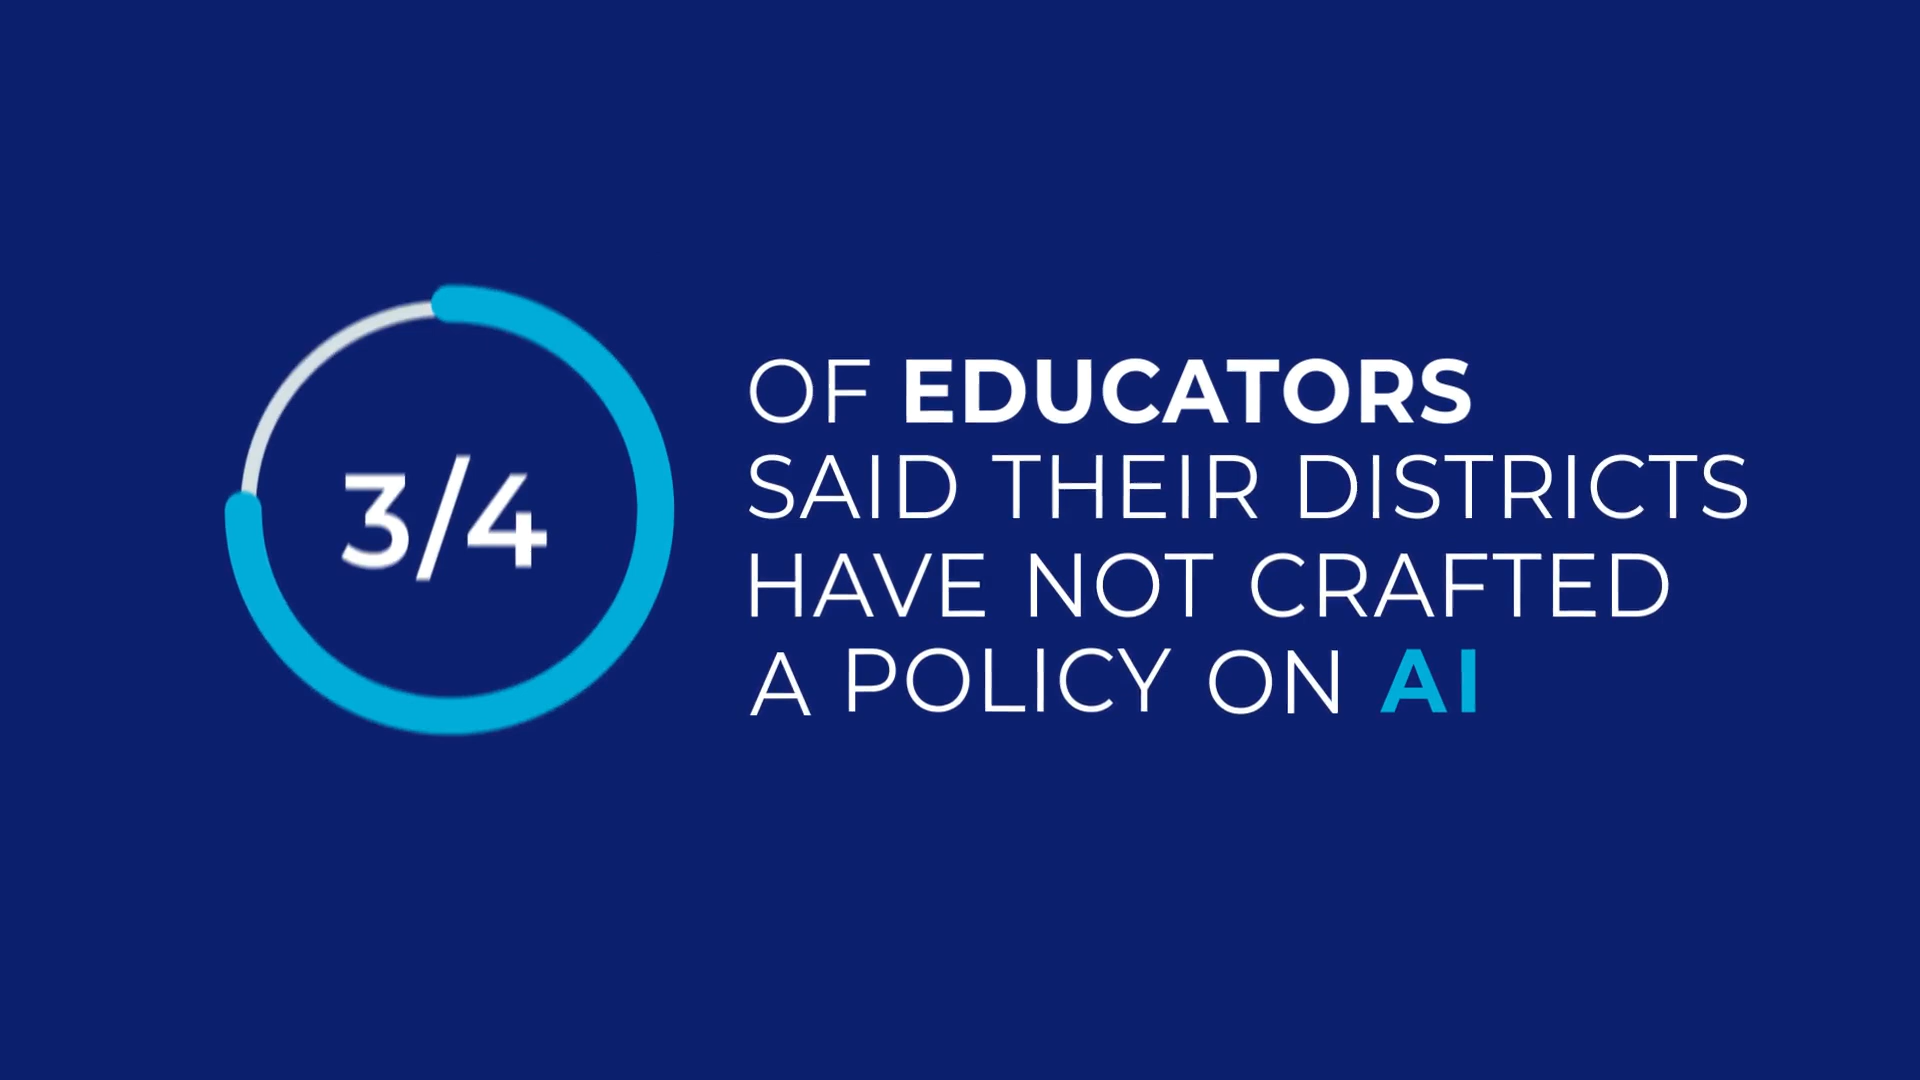 3/4
OF EDUCATORS
SAID THEIR DISTRICTS
HAVE NOT CRAFTED
A POLICY ON AI